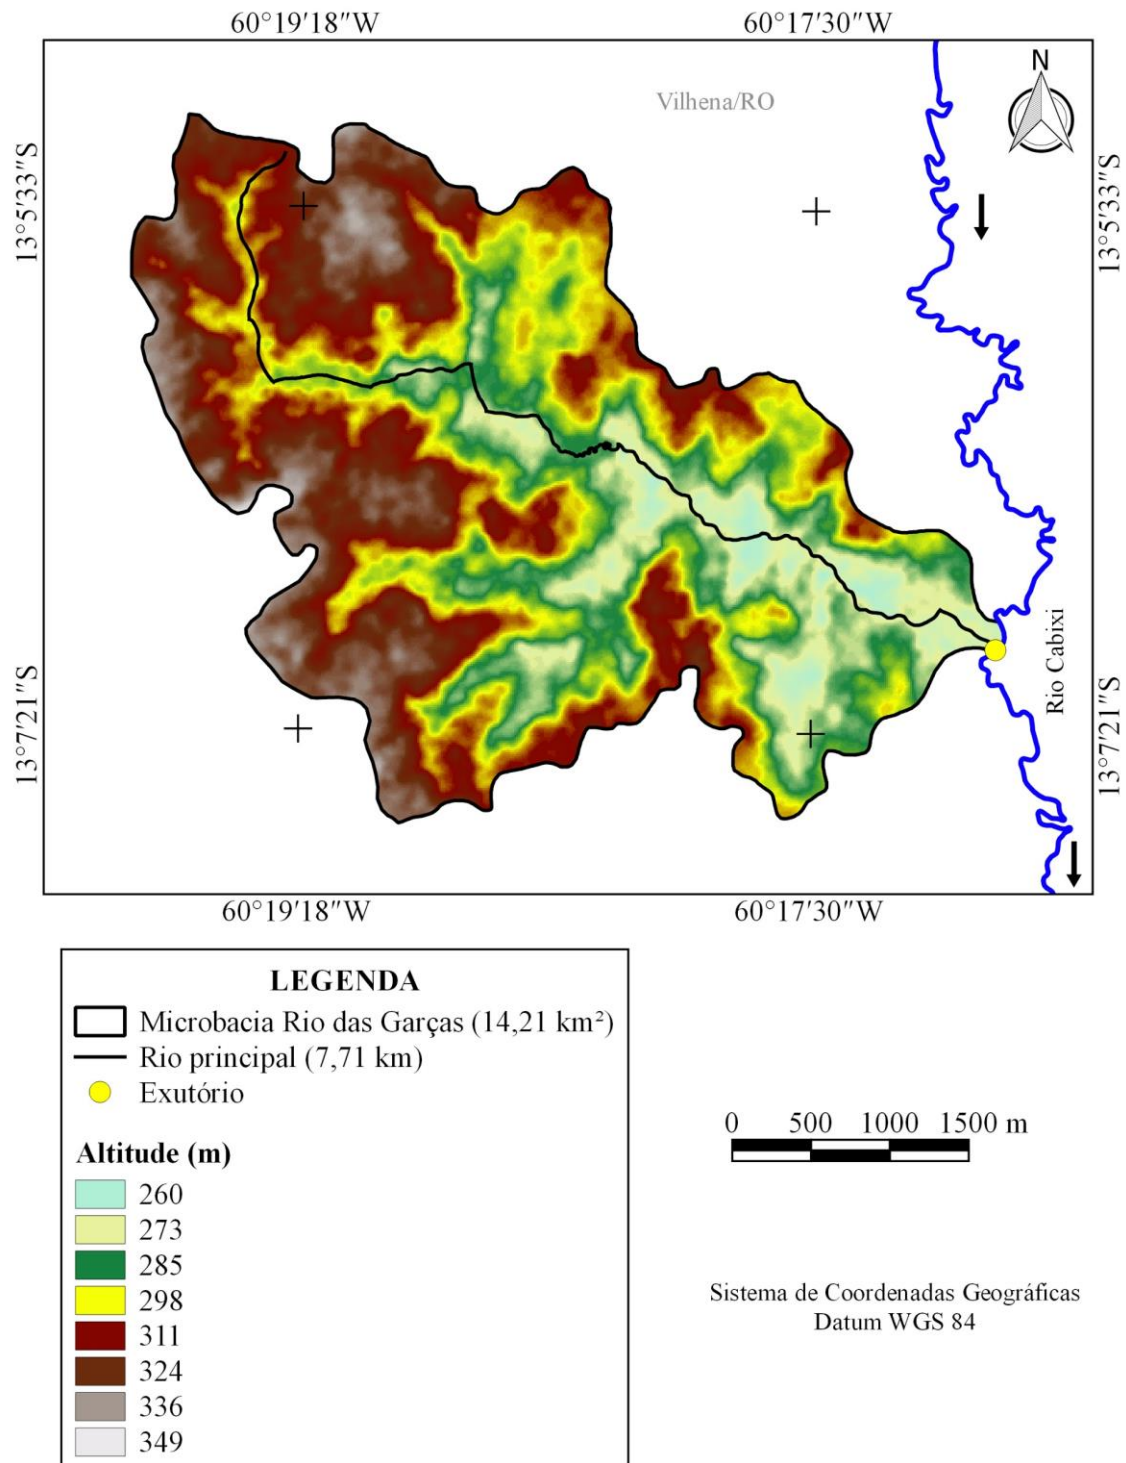 60°19'18"W 60°17'30"W
N
Vilhena/RO
13°5'33"S 13°5'33"S
Rio Cabixi
13°7'21"S 13°7'21"S
60°19'18"W 60°17'30"W
LEGENDA
Microbacia Rio das Garças (14,21 km²)
Rio principal (7,71 km)
Exutório
Altitude (m)
260
273
285
298
311
324
336
349
0 500 1000 1500 m
Sistema de Coordenadas Geográficas
Datum WGS 84